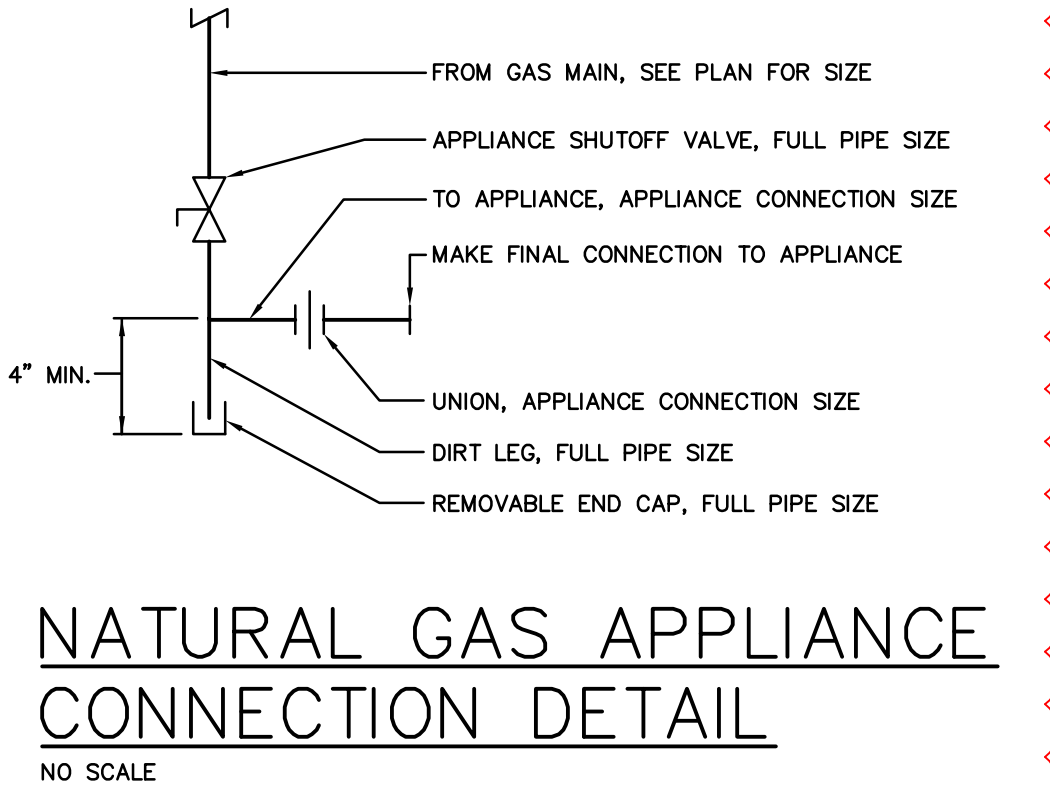 FROM GAS MAIN, SEE PLAN FOR SIZE
APPLIANCE SHUTOFF VALVE, FULL PIPE SIZE
TO APPLIANCE, APPLIANCE CONNECTION SIZE
MAKE FINAL CONNECTION TO APPLIANCE
4" MIN.
UNION, APPLIANCE CONNECTION SIZE
DIRT LEG, FULL PIPE SIZE
REMOVABLE END CAP, FULL PIPE SIZE
NATURAL GAS APPLIANCE
CONNECTION DETAIL
NO SCALE